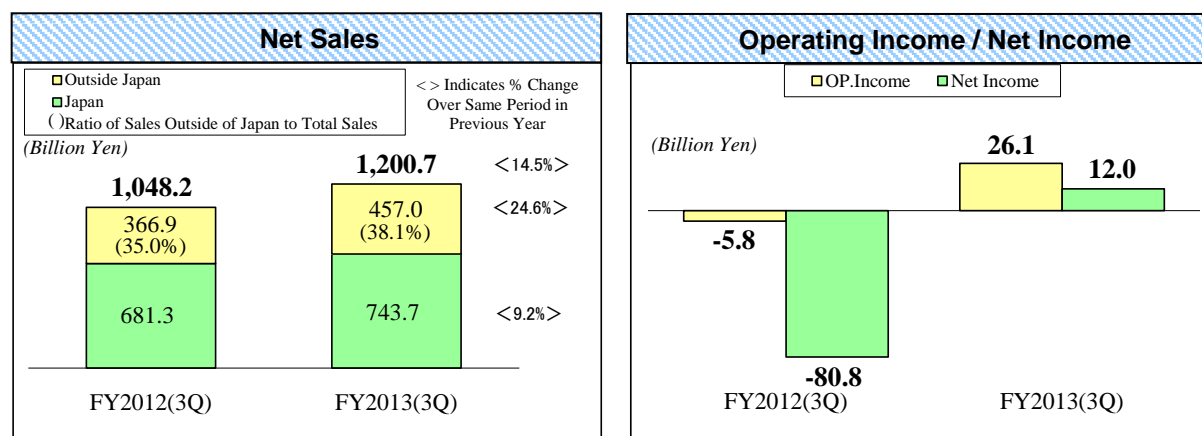 Net Sales
Outside Japan
Japan
( )Ratio of Sales Outside of Japan to Total Sales
< > Indicates % Change
Over Same Period in
Previous Year
(Billion Yen)
1,048.2
366.9
(35.0%)
681.3
1,200.7
457.0
(38.1%)
743.7
<14.5%>
<24.6%>
<9.2%>
FY2012(3Q)
FY2013(3Q)
Operating Income / Net Income
OP.Income
Net Income
(Billion Yen)
-5.8
-80.8
26.1
12.0
FY2012(3Q)
FY2013(3Q)